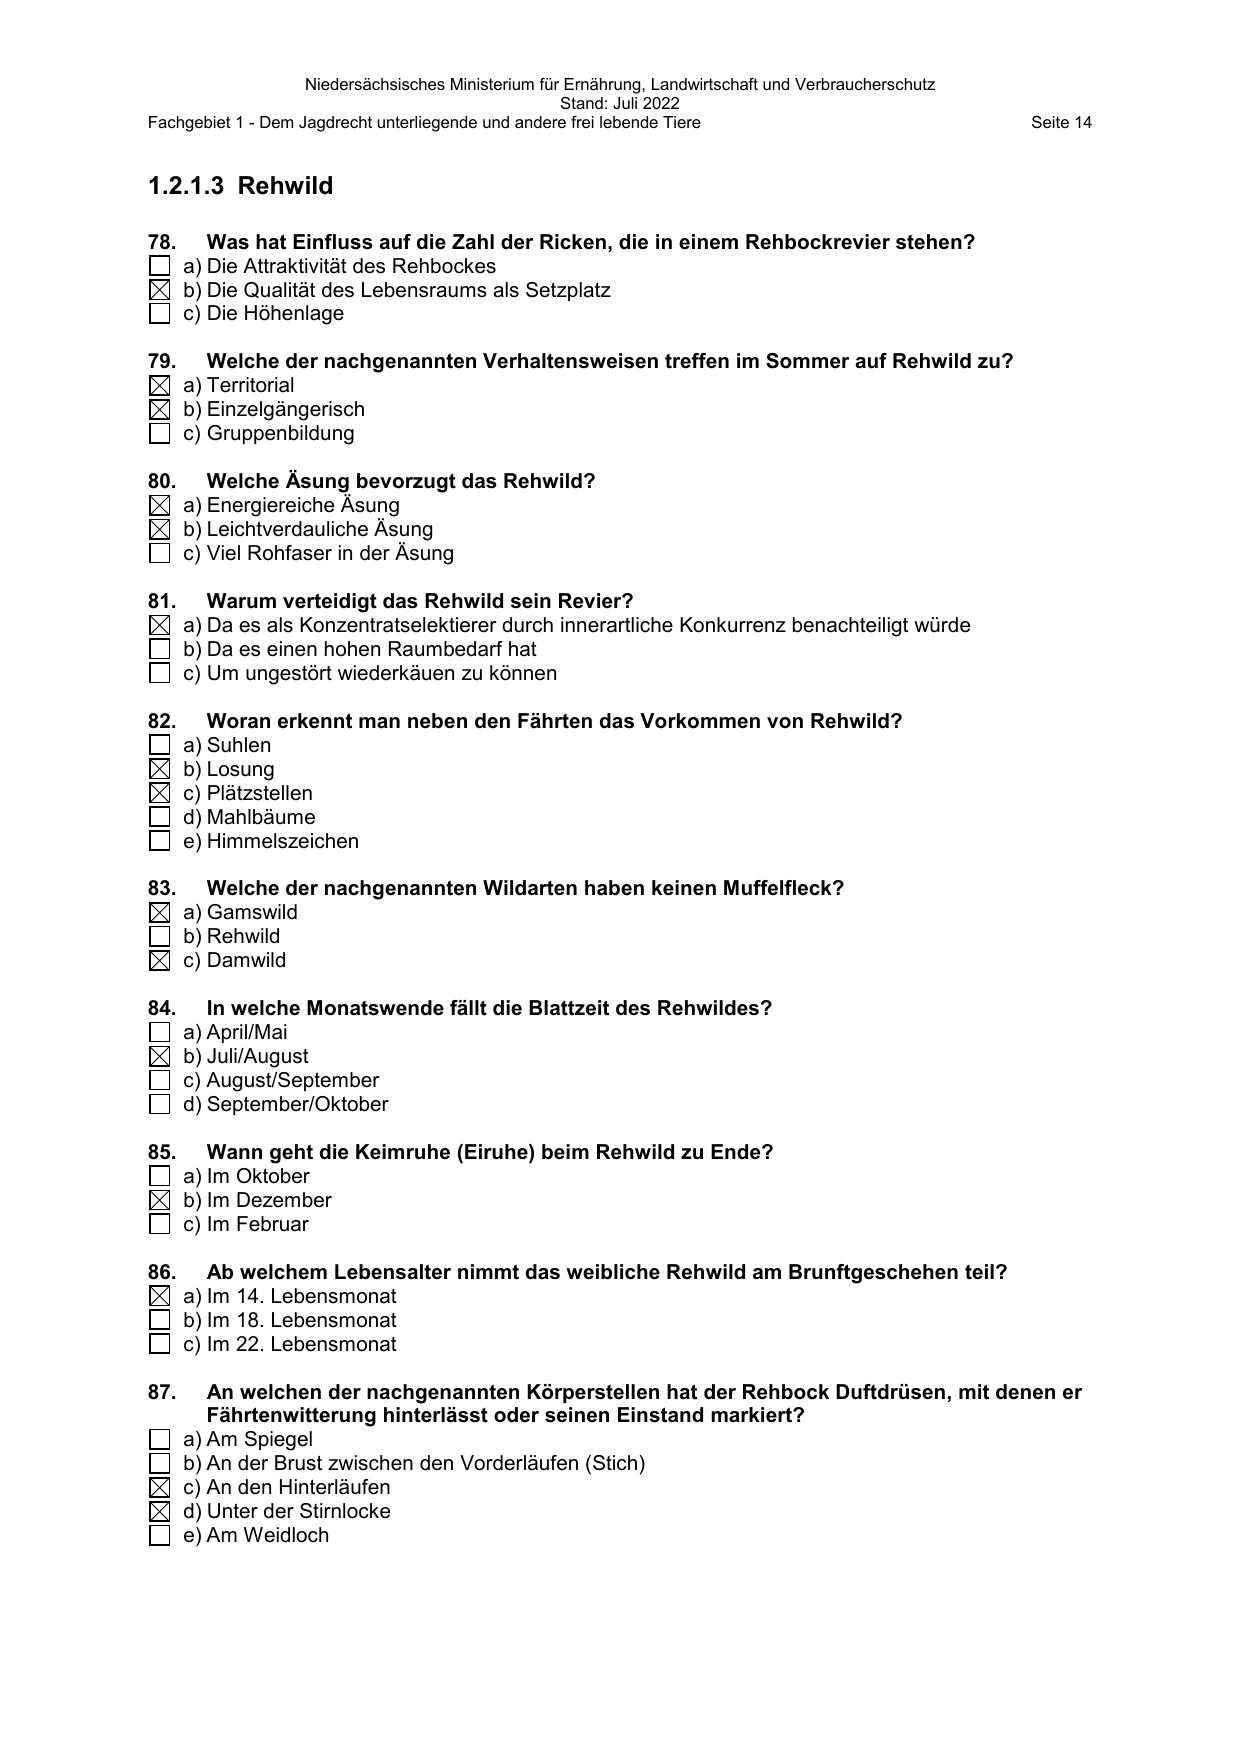 Niedersächsisches Ministerium für Ernährung, Landwirtschaft und Verbraucherschutz
Stand: Juli 2022
Fachgebiet 1 - Dem Jagdrecht unterliegende und andere frei lebende Tiere Seite 14
1.2.1.3 Rehwild
78. Was hat Einfluss auf die Zahl der Ricken, die in einem Rehbockrevier stehen?
☐ a) Die Attraktivität des Rehbockes
☒ b) Die Qualität des Lebensraums als Setzplatz
☐ c) Die Höhenlage
79. Welche der nachgenannten Verhaltensweisen treffen im Sommer auf Rehwild zu?
☒ a) Territorial
☒ b) Einzelgängerisch
☐ c) Gruppenbildung
80. Welche Äsung bevorzugt das Rehwild?
☒ a) Energiereiche Äsung
☒ b) Leichtverdauliche Äsung
☐ c) Viel Rohfaser in der Äsung
81. Warum verteidigt das Rehwild sein Revier?
☒ a) Da es als Konzentratselektierer durch innerartliche Konkurrenz benachteiligt würde
☐ b) Da es einen hohen Raumbedarf hat
☐ c) Um ungestört wiederkäuen zu können
82. Woran erkennt man neben den Fährten das Vorkommen von Rehwild?
☐ a) Suhlen
☒ b) Losung
☒ c) Plätzstellen
☐ d) Mahlbäume
☐ e) Himmelszeichen
83. Welche der nachgenannten Wildarten haben keinen Muffelfleck?
☒ a) Gamswild
☐ b) Rehwild
☒ c) Damwild
84. In welche Monatswende fällt die Blattzeit des Rehwildes?
☐ a) April/Mai
☒ b) Juli/August
☐ c) August/September
☐ d) September/Oktober
85. Wann geht die Keimruhe (Eiruhe) beim Rehwild zu Ende?
☐ a) Im Oktober
☒ b) Im Dezember
☐ c) Im Februar
86. Ab welchem Lebensalter nimmt das weibliche Rehwild am Brunftgeschehen teil?
☒ a) Im 14. Lebensmonat
☐ b) Im 18. Lebensmonat
☐ c) Im 22. Lebensmonat
87. An welchen der nachgenannten Körperstellen hat der Rehbock Duftdrüsen, mit denen er
Fährtenwitterung hinterlässt oder seinen Einstand markiert?
☐ a) Am Spiegel
☐ b) An der Brust zwischen den Vorderläufen (Stich)
☒ c) An den Hinterläufen
☒ d) Unter der Stirnlocke
☐ e) Am Weidloch